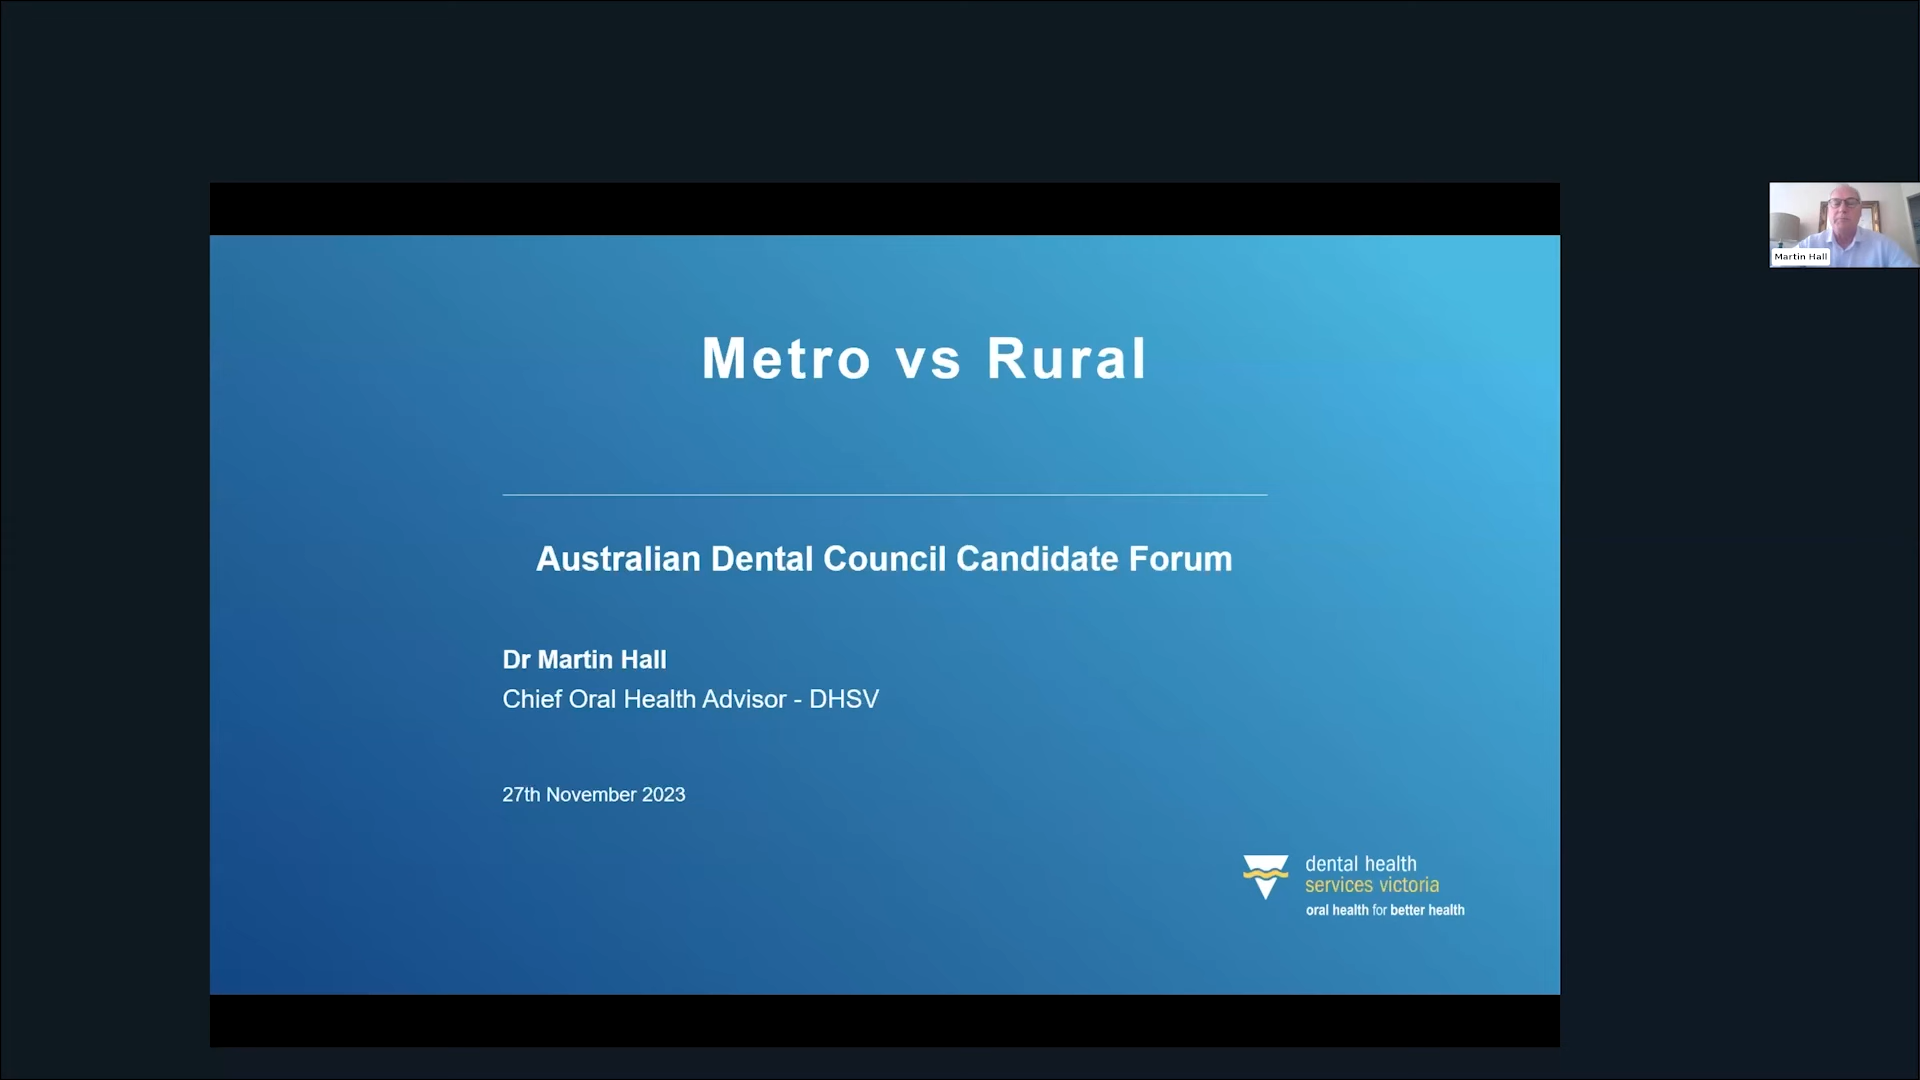 Metro vs Rural
Australian Dental Council Candidate Forum
Dr Martin Hall
Chief Oral Health Advisor - DHSV
27th November 2023
dental health
services victoria
oral health for better health
Martin Hall